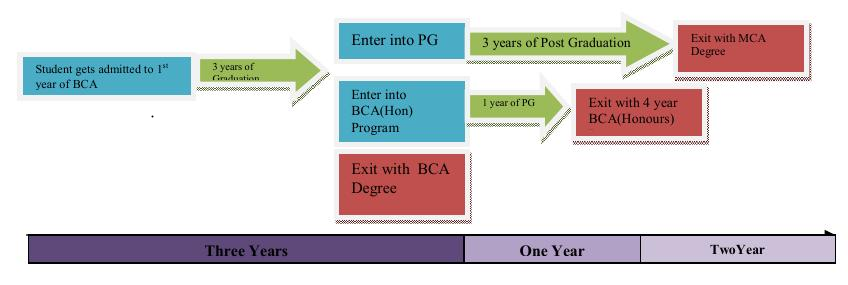 Student gets admitted to 1st
year of BCA
3 years of
Graduation
Enter into PG
3 years of Post Graduation
Exit with MCA
Degree
Enter into
BCA(Hon)
Program
1 year of PG
Exit with 4 year
BCA(Honours)
Exit with BCA
Degree
Three Years
One Year
TwoYear